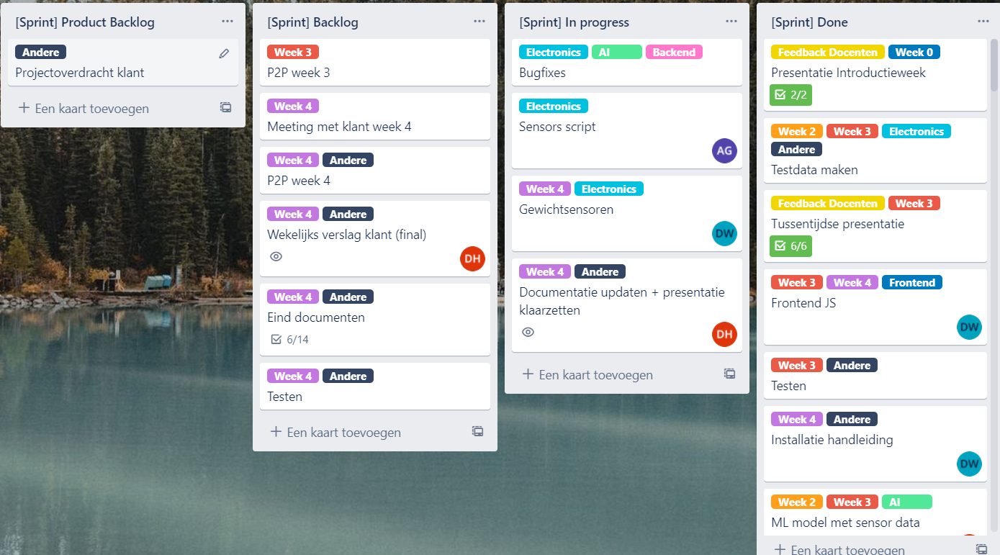 [Sprint] Product Backlog
Andere
Projectoverdracht klant
Een kaart toevoegen
[Sprint] Backlog
Week 3
P2P week 3
Week 4
Meeting met klant week 4
Week 4 Andere
P2P week 4
Week 4 Andere
Wekelijks verslag klant (final)
DH
Week 4 Andere
Eind documenten
6/14
Week 4 Andere
Testen
Een kaart toevoegen
[Sprint] In progress
Electronics AI Backend
Bugfixes
Electronics
Sensors script
AG
Week 4 Electronics
Gewichtsensoren
DW
Week 4 Andere
Documentatie updaten + presentatie
klaarzetten
DH
Een kaart toevoegen
[Sprint] Done
Feedback Docenten Week 0
Presentatie Introductieweek
2/2
Week 2 Week 3 Electronics
Andere
Testdata maken
Feedback Docenten Week 3
Tussentijdse presentatie
6/6
Week 3 Week 4 Frontend
Frontend JS
DW
Week 3 Andere
Testen
Week 4 Andere
Installatie handleiding
DW
Week 2 Week 3 AI
ML model met sensor data
Een kaart toevoegen